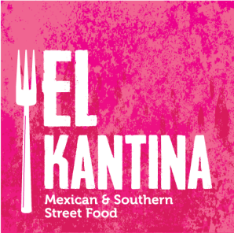 EL
KANTINA
Mexican & Southern
Street Food